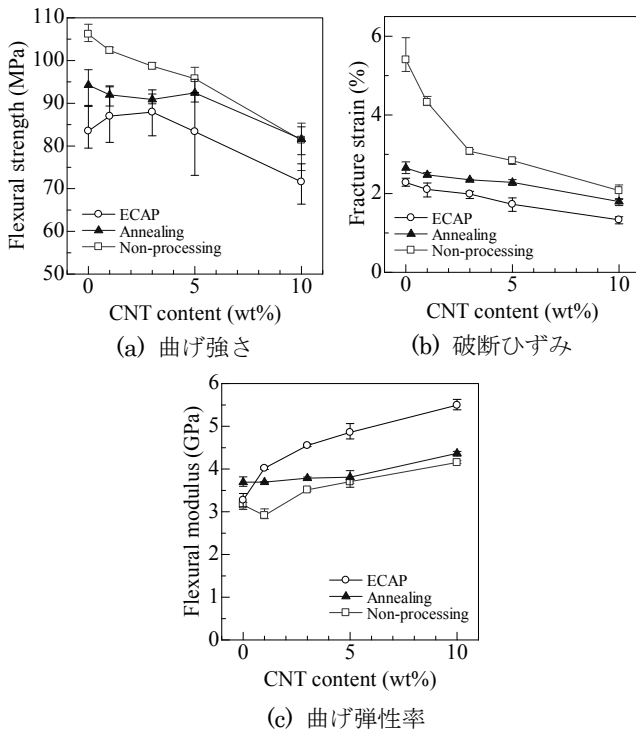 Flexural strength (MPa)
110
100
90
80
70
60
50
ECAP
Annealing
Non-processing
0
5
10
CNT content (wt%)
(a) 曲げ強さ
Fracture strain (%)
6
4
2
0
ECAP
Annealing
Non-processing
0
5
10
CNT content (wt%)
(b) 破断ひずみ
Flexural modulus (GPa)
6
5
4
3
2
1
0
ECAP
Annealing
Non-processing
0
5
10
CNT content (wt%)
(c) 曲げ弾性率